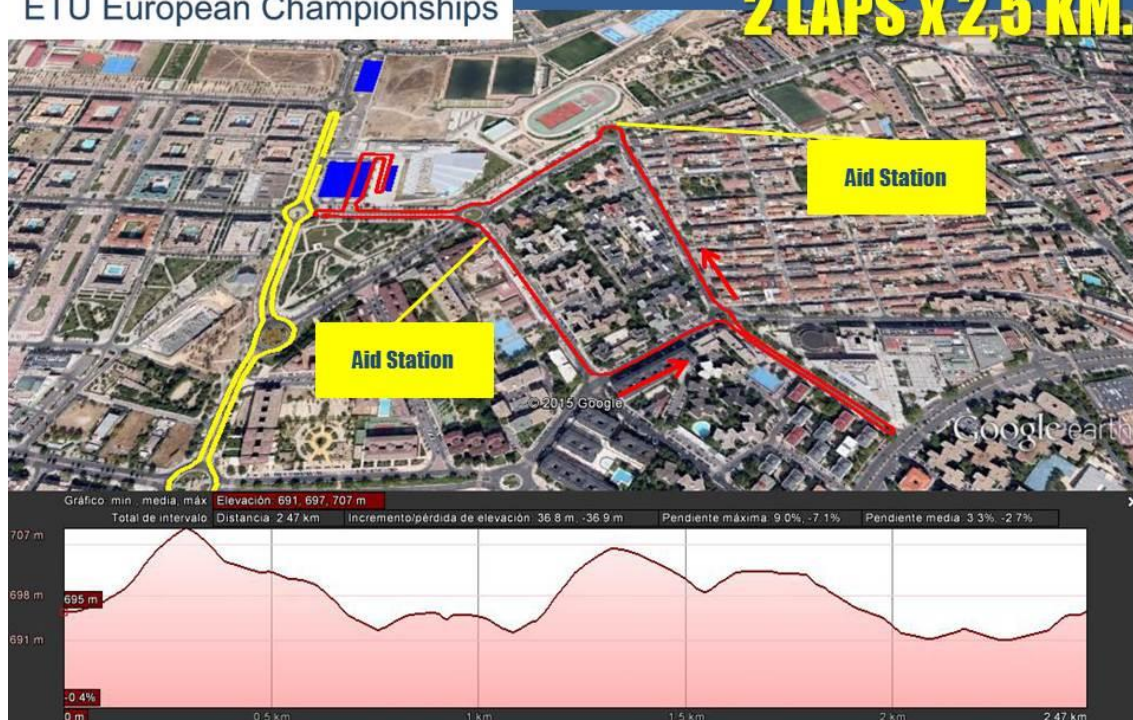 ETU European Championships
2 LAPS X 2,5 KM.
Aid Station
Aid Station
© 2015 Google
Google earth
Gráfico: min., media, máx Elevación: 691, 697, 707 m
Total de intervalo Distancia: 2.47 km Incremento/pérdida de elevación: 36.8 m, -36.9 m Pendiente máxima: 9.0%, -7.1% Pendiente media: 3.3%, -2.7%
707 m
698 m
695 m
691 m
-0.4%
0 m 0.5 km 1 km 1.5 km 2 km 2.47 km